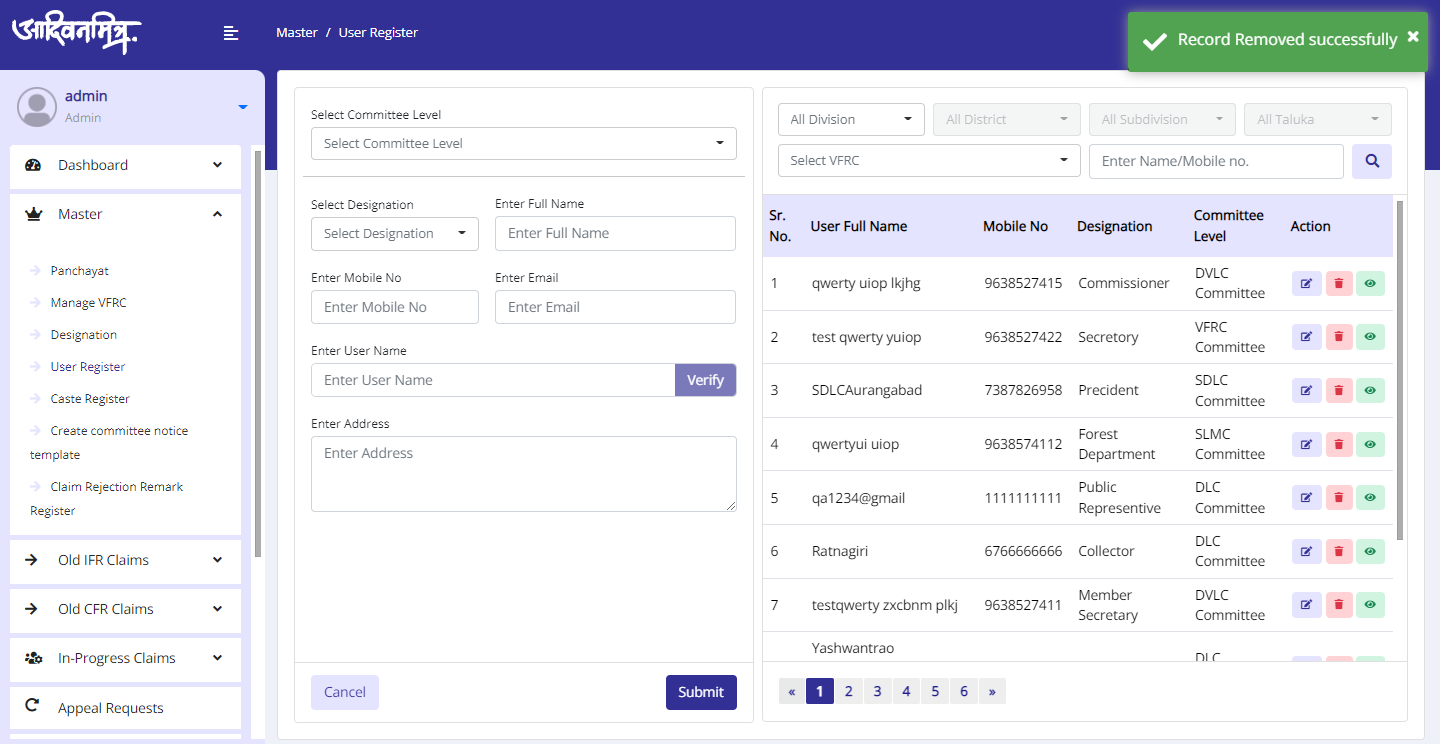 आदिवनमित्र
Master / User Register
Record Removed successfully
admin
Admin
Dashboard
Master
Panchayat
Manage VFRC
Designation
User Register
Caste Register
Create committee notice
template
Claim Rejection Remark
Register
Old IFR Claims
Old CFR Claims
In-Progress Claims
Appeal Requests
Select Committee Level
Select Committee Level
Select Designation
Select Designation
Enter Full Name
Enter Full Name
Enter Mobile No
Enter Mobile No
Enter Email
Enter Email
Enter User Name
Enter User Name Verify
Enter Address
Enter Address
Cancel Submit
All Division All District All Subdivision All Taluka
Select VFRC Enter Name/Mobile no.
Sr. No. User Full Name Mobile No Designation Committee Level Action
1 qwerty uiop lkjhg 9638527415 Commissioner DVLC Committee
2 test qwerty yuiop 9638527422 Secretory VFRC Committee
3 SDLCAurangabad 7387826958 Precident SDLC Committee
4 qwertyui uiop 9638574112 Forest Department SLMC Committee
5 qa1234@gmail 1111111111 Public Representive DLC Committee
6 Ratnagiri 6766666666 Collector DLC Committee
7 testqwerty zxcbnm plkj 9638527411 Member Secretary DVLC Committee
Yashwantrao DLC
« 1 2 3 4 5 6 »